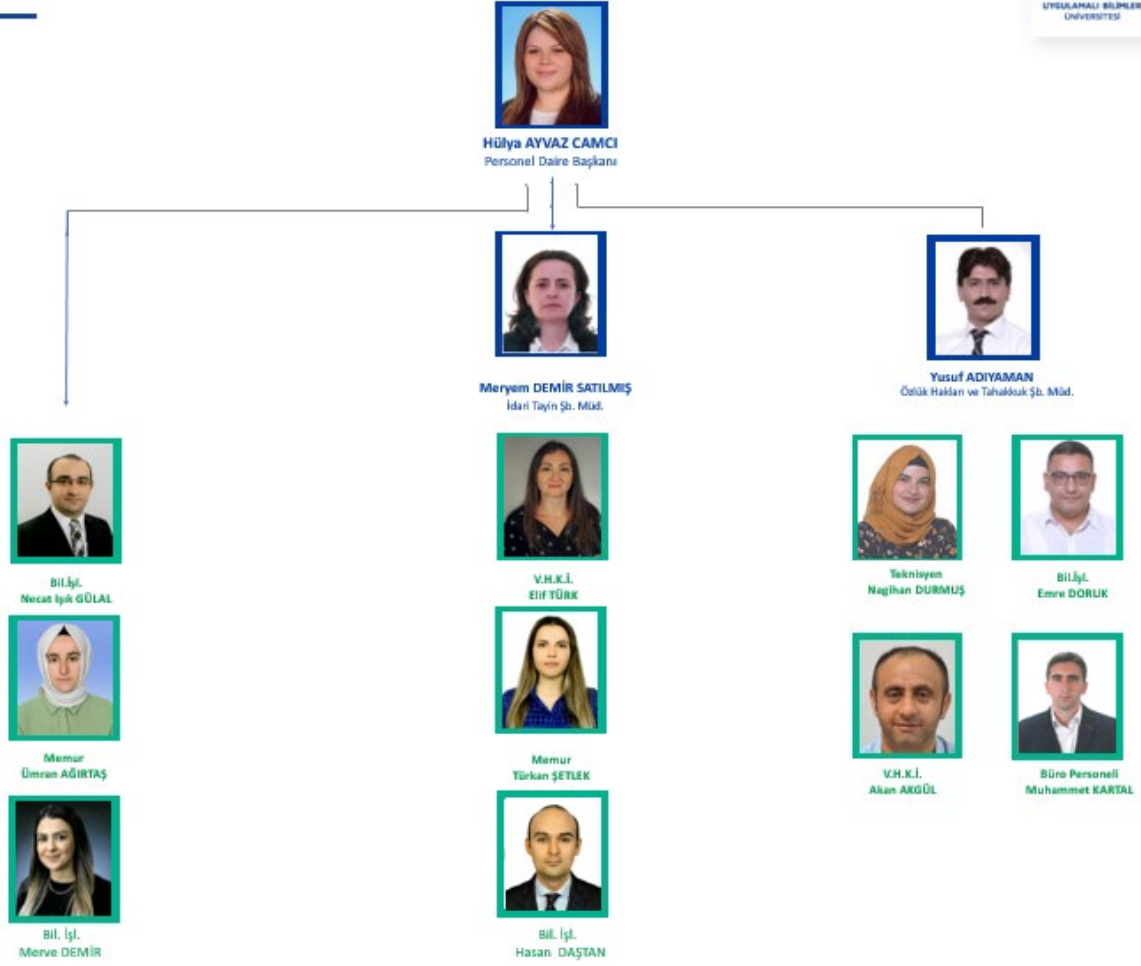 UYGULAMALI BİLİMLER
ÜNİVERSİTESİ
Hülya AYVAZ CAMCI
Personel Daire Başkanı
Meryem DEMİR SATILMIŞ
İdari Tayin Şb. Müd.
Yusuf ADIYAMAN
Özlük Hakları ve Tahakkuk Şb. Müd.
Bil.İşl.
Necat Işık GÜLAL
V.H.K.İ.
Elif TÜRK
Teknisyen
Nagihan DURMUŞ
Bil.İşl.
Emre DORUK
Memur
Ümran AĞIRTAŞ
Memur
Türkan ŞETLEK
V.H.K.İ.
Akan AKGÜL
Büro Personeli
Muhammet KARTAL
Bil. İşl.
Merve DEMİR
Bil. İşl.
Hasan DAŞTAN